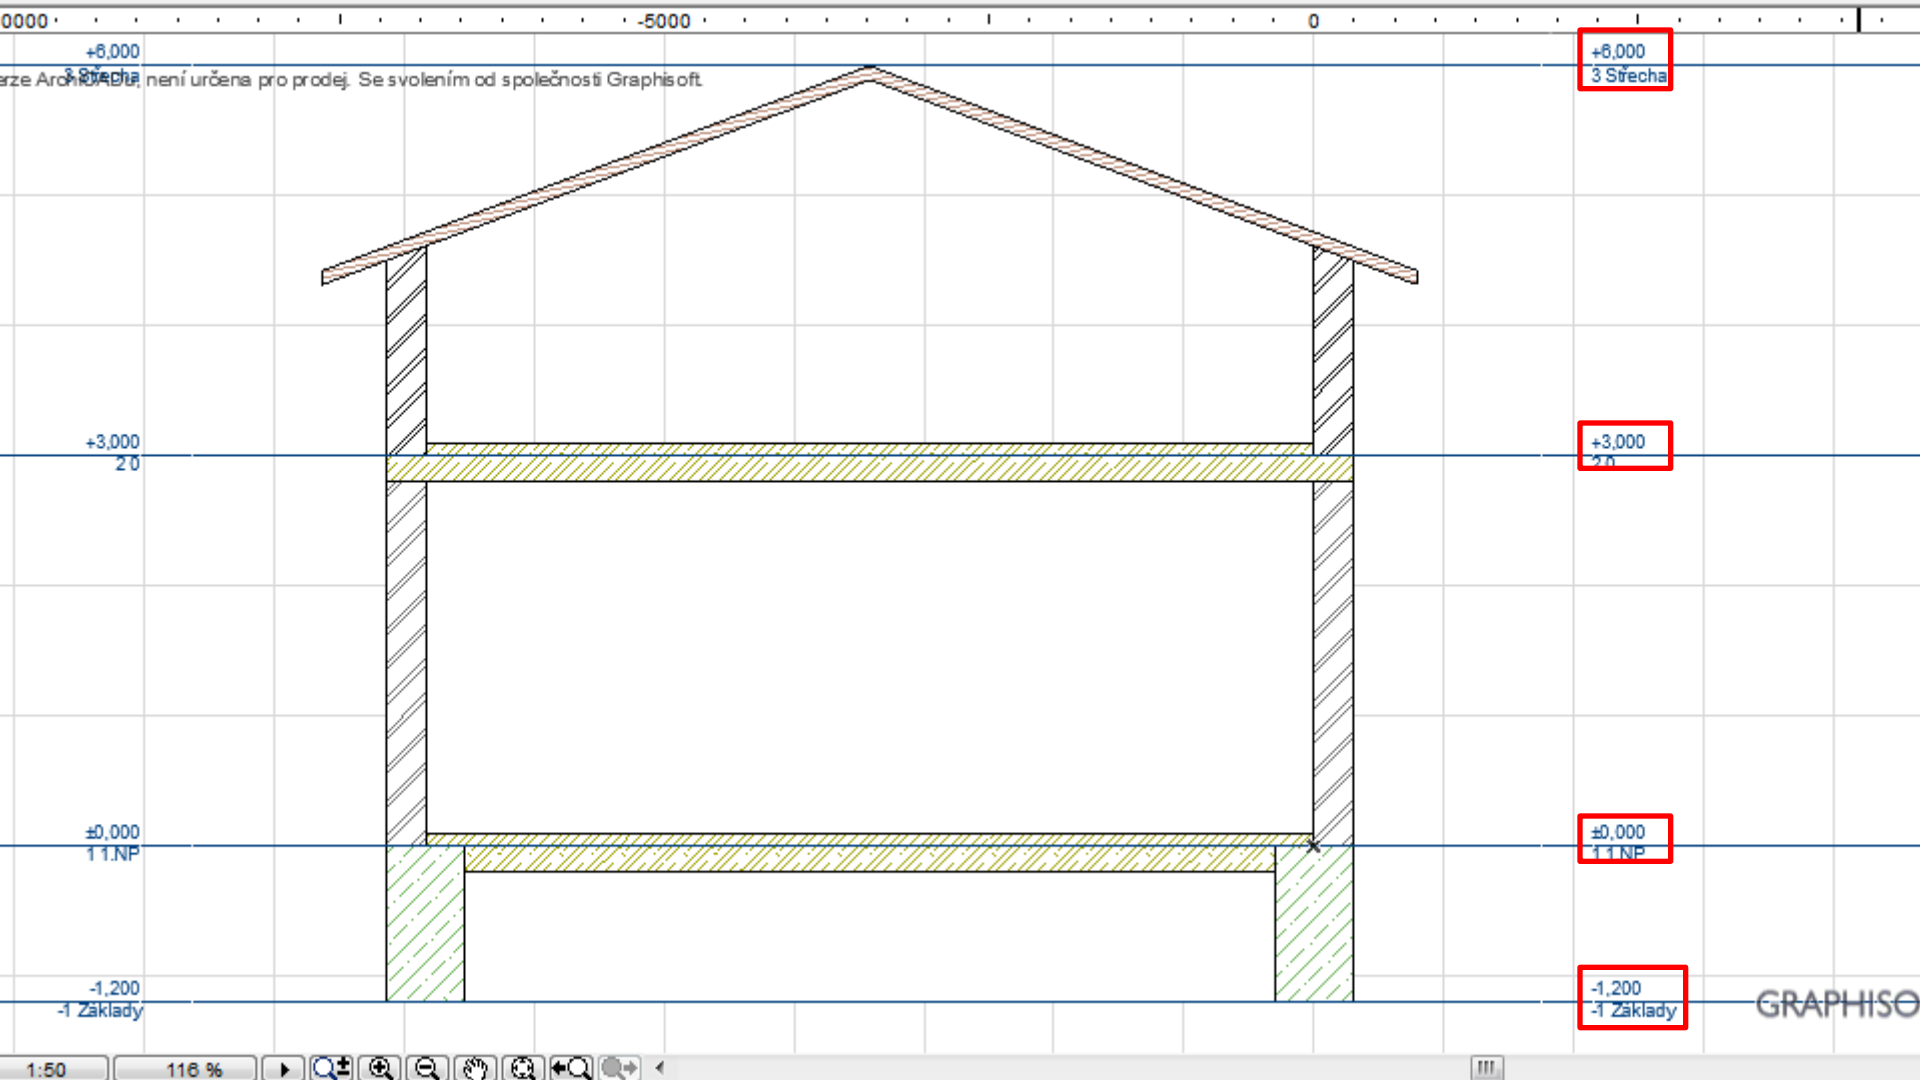 0000 -5000 0
+6,000 +6,000
3 Střecha 3 Střecha
erze ArchiCADu, není určena pro prodej. Se svolením od společnosti Graphisoft.
+3,000 +3,000
2 0 2 0
±0,000 ±0,000
1 1.NP 1 1.NP
-1,200 -1,200
-1 Základy -1 Základy
GRAPHISO
1:50 116 %